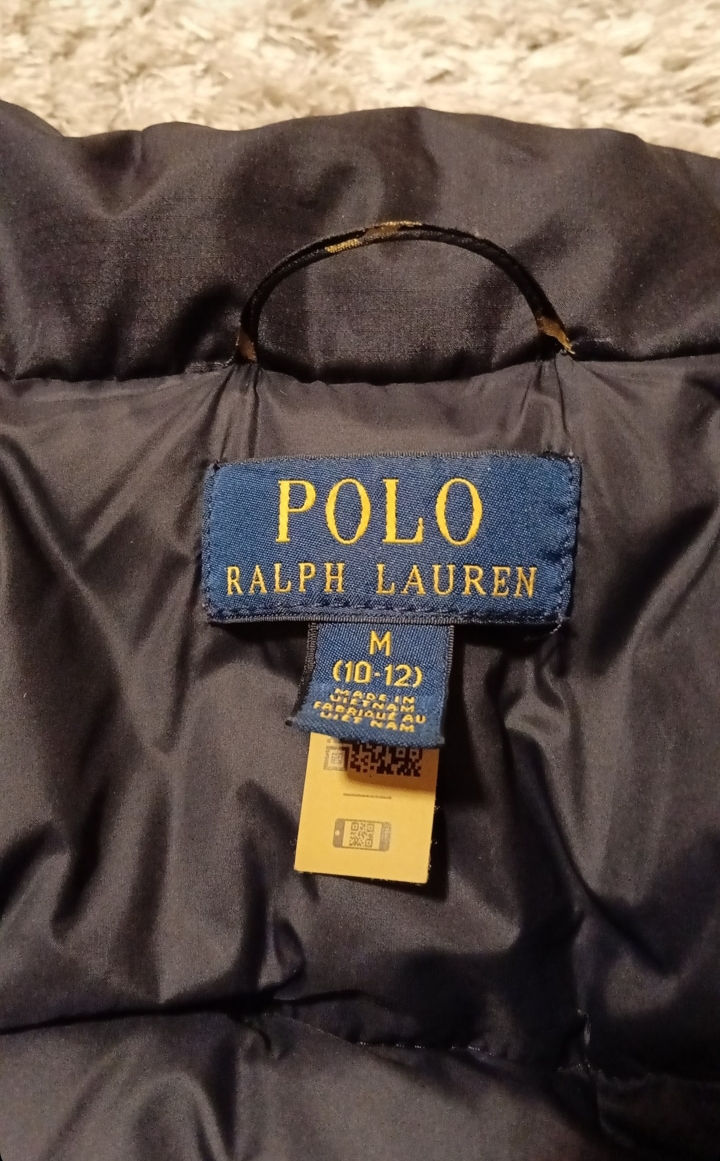 POLO
RALPH LAUREN
M
(10-12)
MADE IN
VIETNAM
FABRIQUÉ AU
VIET NAM